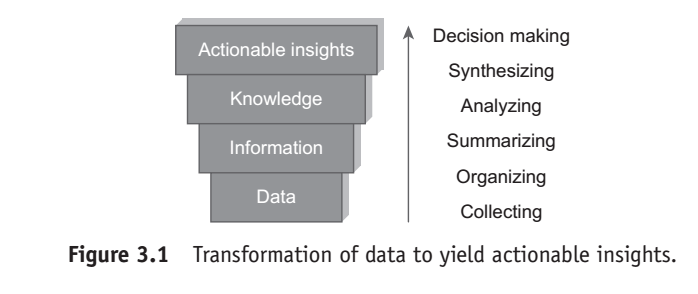 Actionable insights
Knowledge
Information
Data
Decision making
Synthesizing
Analyzing
Summarizing
Organizing
Collecting
Figure 3.1 Transformation of data to yield actionable insights.